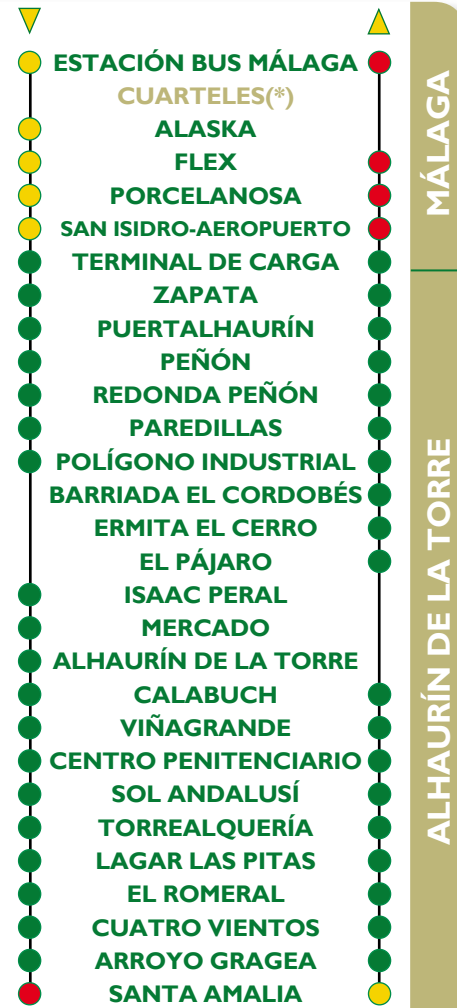 ESTACIÓN BUS MÁLAGA
CUARTELES(*)
ALASKA
FLEX
PORCELANOSA
SAN ISIDRO-AEROPUERTO
TERMINAL DE CARGA
ZAPATA
PUERTALHAURÍN
PEÑÓN
REDONDA PEÑÓN
PAREDILLAS
POLÍGONO INDUSTRIAL
BARRIADA EL CORDOBÉS
ERMITA EL CERRO
EL PÁJARO
ISAAC PERAL
MERCADO
ALHAURÍN DE LA TORRE
CALABUCH
VIÑAGRANDE
CENTRO PENITENCIARIO
SOL ANDALUSÍ
TORREALQUERÍA
LAGAR LAS PITAS
EL ROMERAL
CUATRO VIENTOS
ARROYO GRAGEA
SANTA AMALIA
MÁLAGA
ALHAURÍN DE LA TORRE